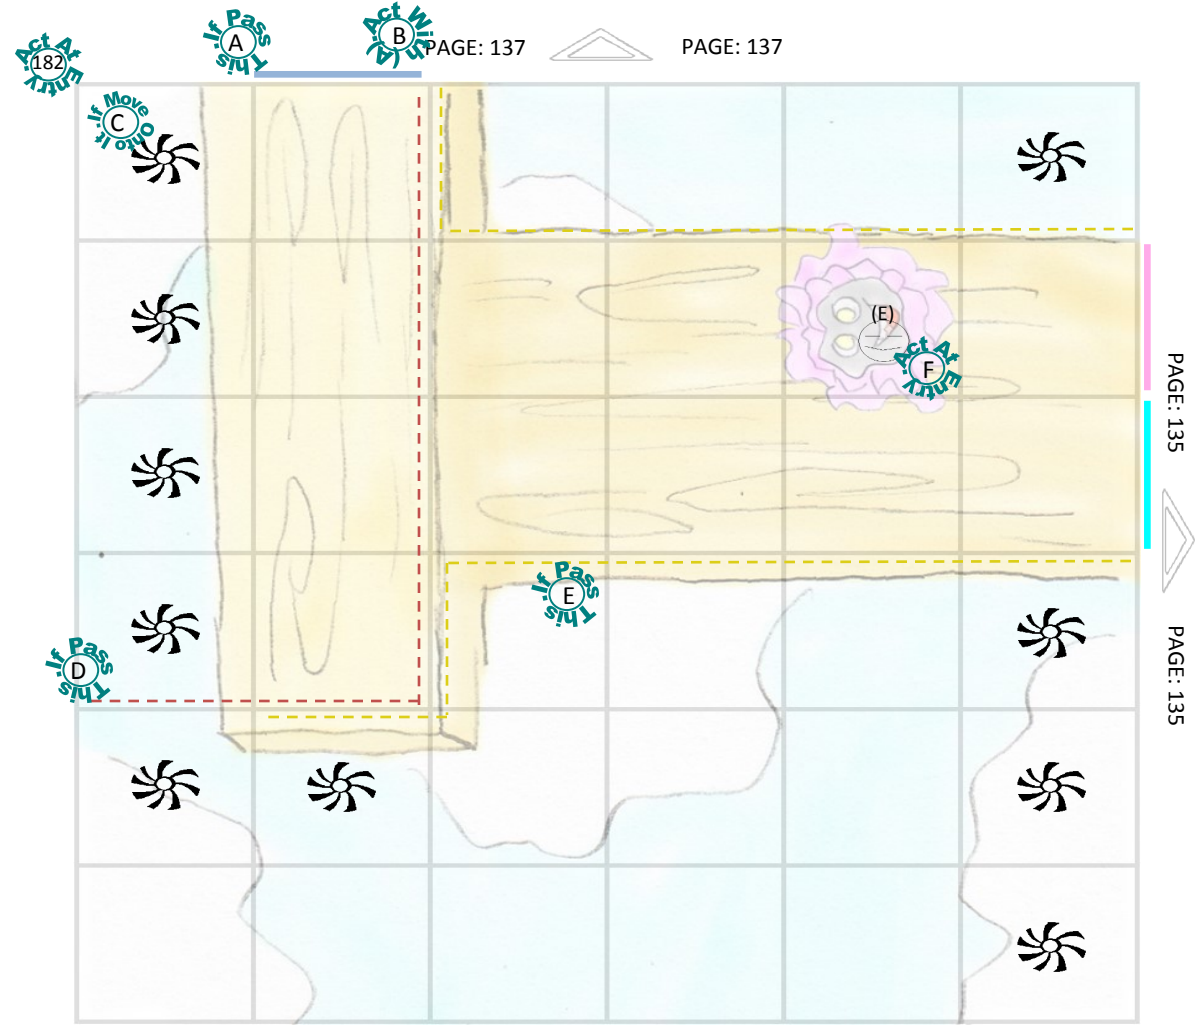 .If Pass This
A
.Act With (A)
B
PAGE: 137
PAGE: 137
.Act At Entry
182
.If Move Onto It
C
(E)
.Act At Entry
F
PAGE: 135
.If Pass This
E
.If Pass This
D
PAGE: 135